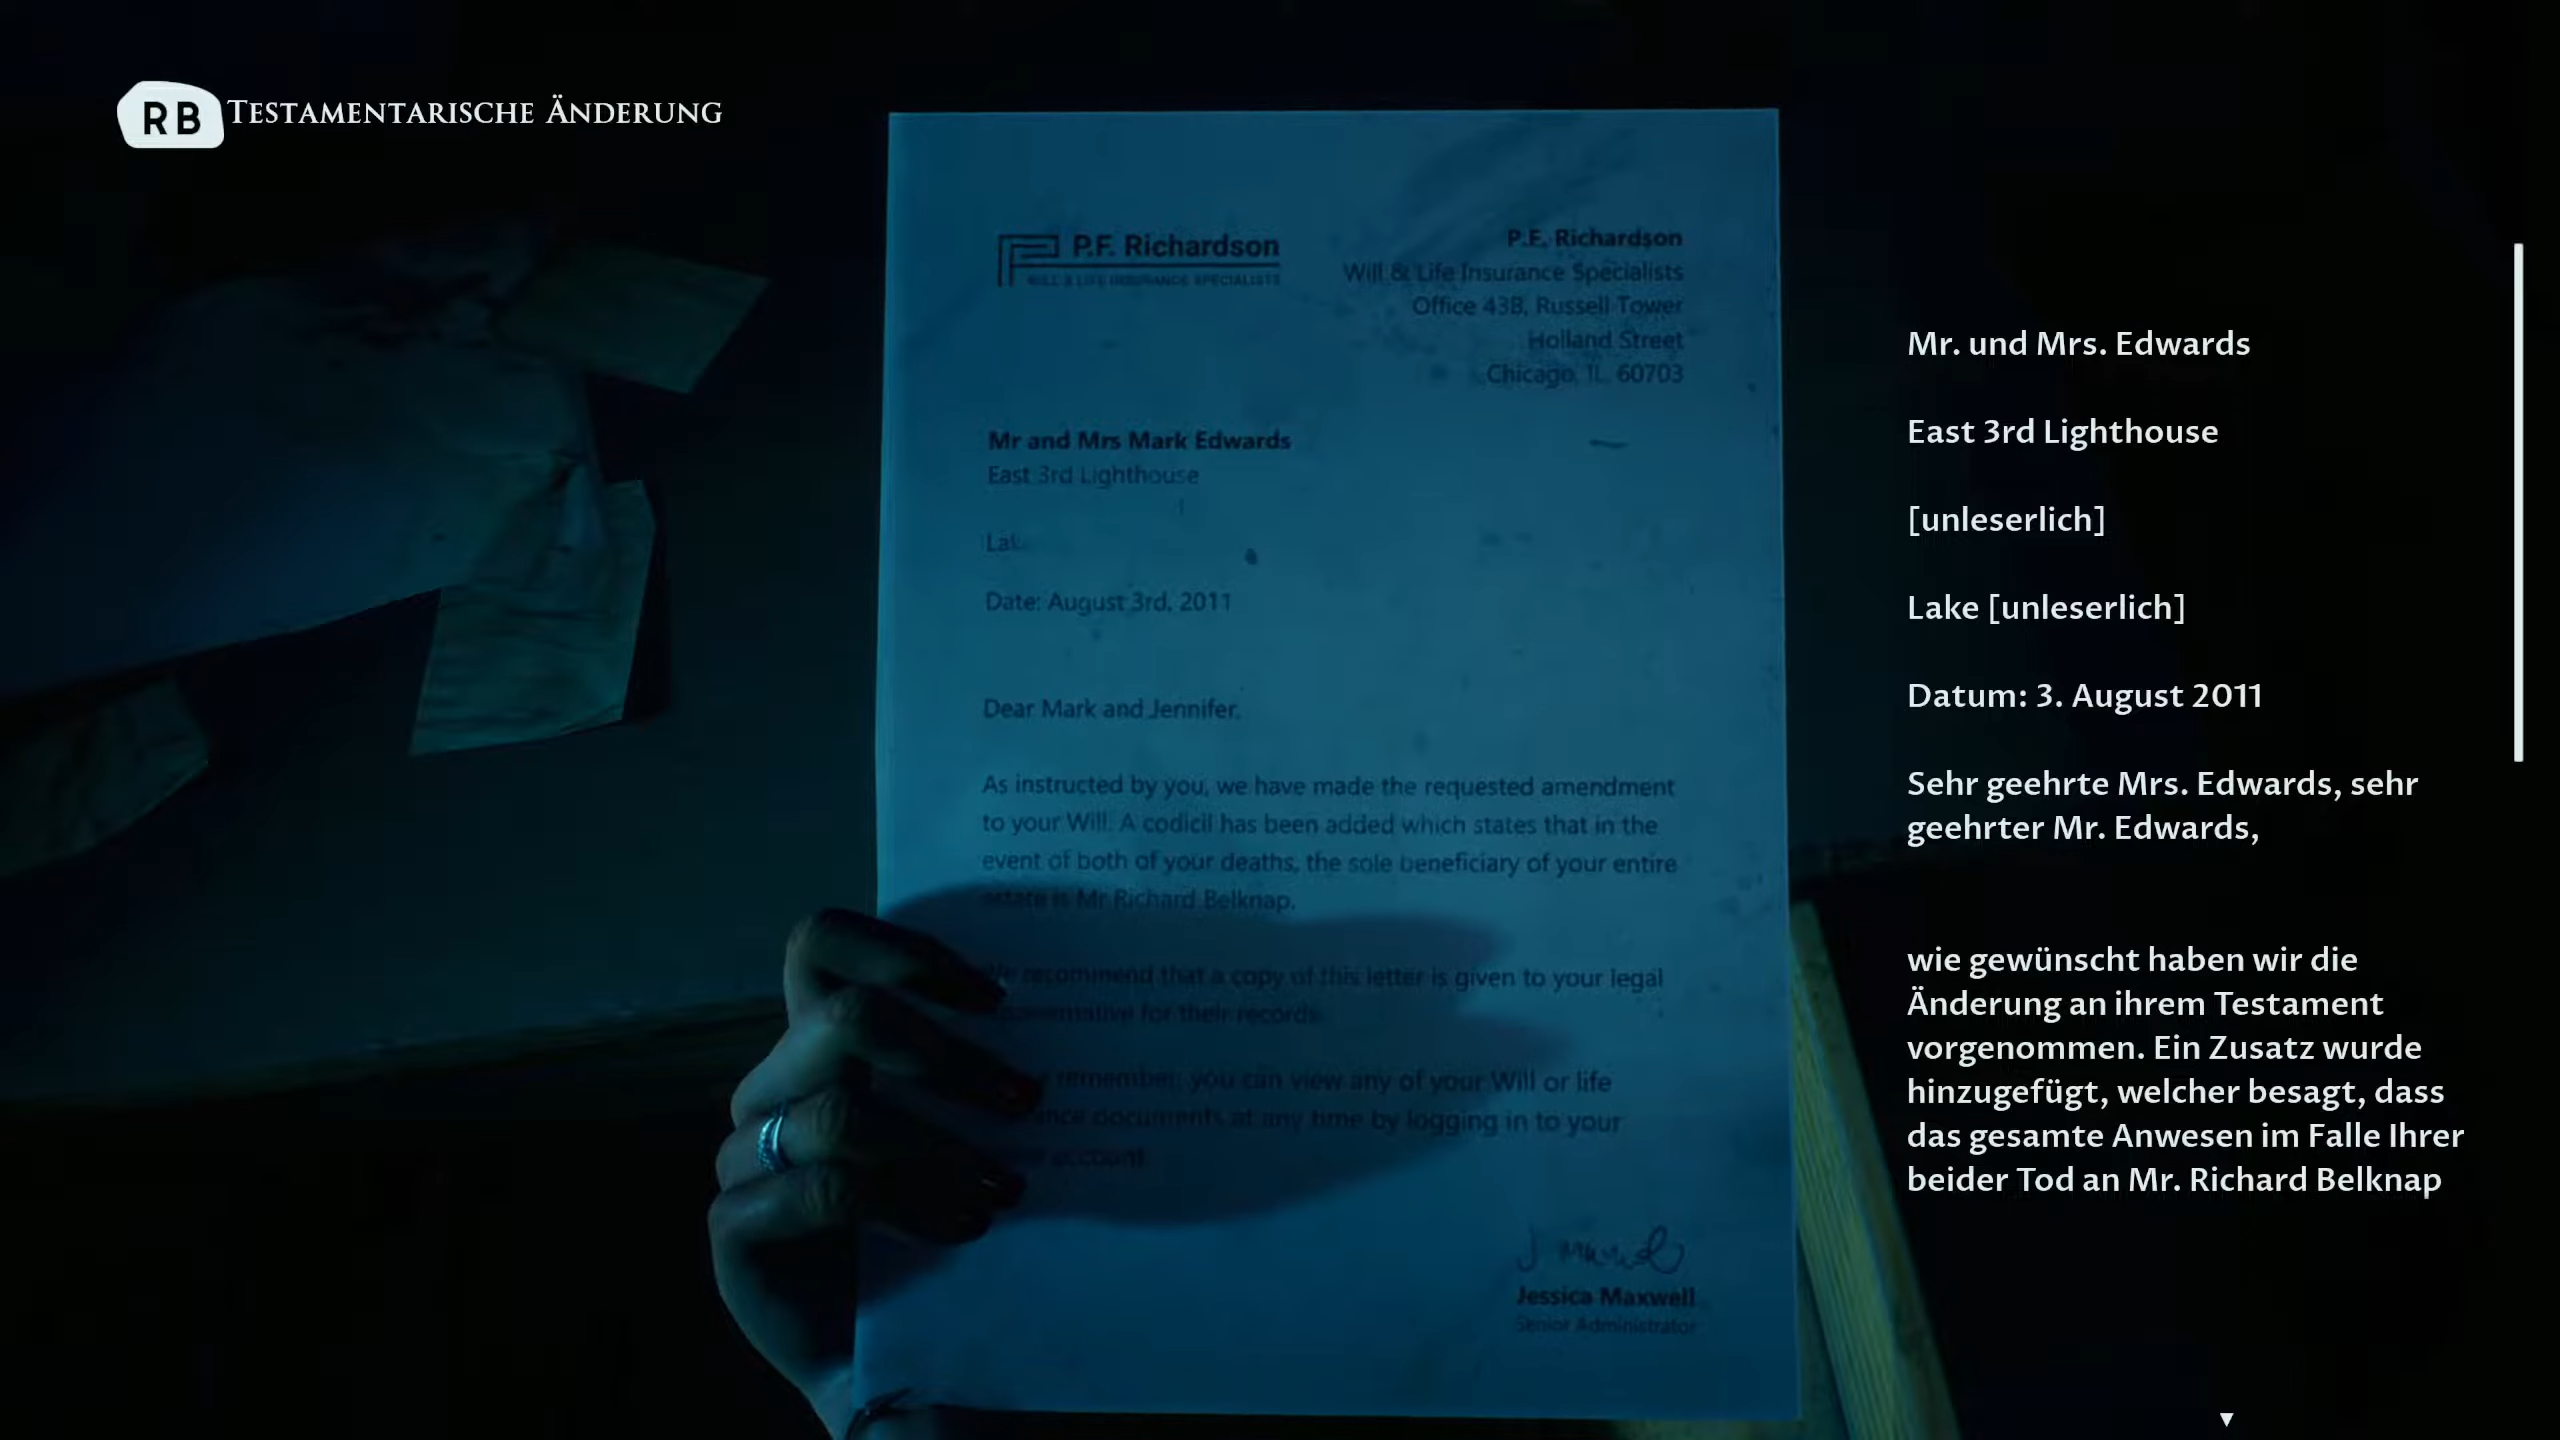 RB TESTAMENTARISCHE ÄNDERUNG
P.F. Richardson
WILL & LIFE INSURANCE SPECIALISTS
P.F. Richardson
Will & Life Insurance Specialists
Office 43B, Russell Tower
Holland Street
Chicago, IL 60703
Mr and Mrs Mark Edwards
East 3rd Lighthouse
Date: August 3rd, 2011
Dear Mark and Jennifer,
As instructed by you, we have made the requested amendment
to your Will. A codicil has been added which states that in the
event of both of your deaths, the sole beneficiary of your entire
estate is Mr Richard Belknap.
We recommend that a copy of this letter is given to your legal
for their records.
remember, you can view any of your Will or life
documents at any time by logging in to your
account.
Jessica Maxwell
Senior Administrator
Mr. und Mrs. Edwards
East 3rd Lighthouse
[unleserlich]
Lake [unleserlich]
Datum: 3. August 2011
Sehr geehrte Mrs. Edwards, sehr
geehrter Mr. Edwards,
wie gewünscht haben wir die
Änderung an ihrem Testament
vorgenommen. Ein Zusatz wurde
hinzugefügt, welcher besagt, dass
das gesamte Anwesen im Falle Ihrer
beider Tod an Mr. Richard Belknap